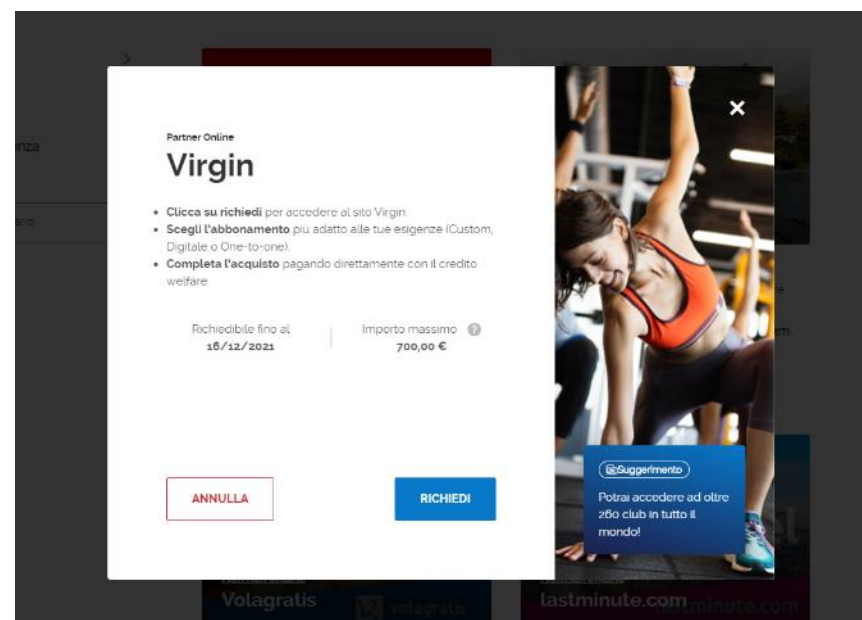 enza
Partner Online
Virgin
Clicca su richiedi per accedere al sito Virgin.
Scegli l'abbonamento più adatto alle tue esigenze (Custom,
Digitale o One-to-one).
Completa l'acquisto pagando direttamente con il credito
welfare.
Richiedibile fino al
16/12/2021
Importo massimo ?
700,00 €
ANNULLA
RICHIEDI
Suggerimento
Potrai accedere ad oltre
260 club in tutto il
mondo!
Volagratis
volagratis
lastminute.com